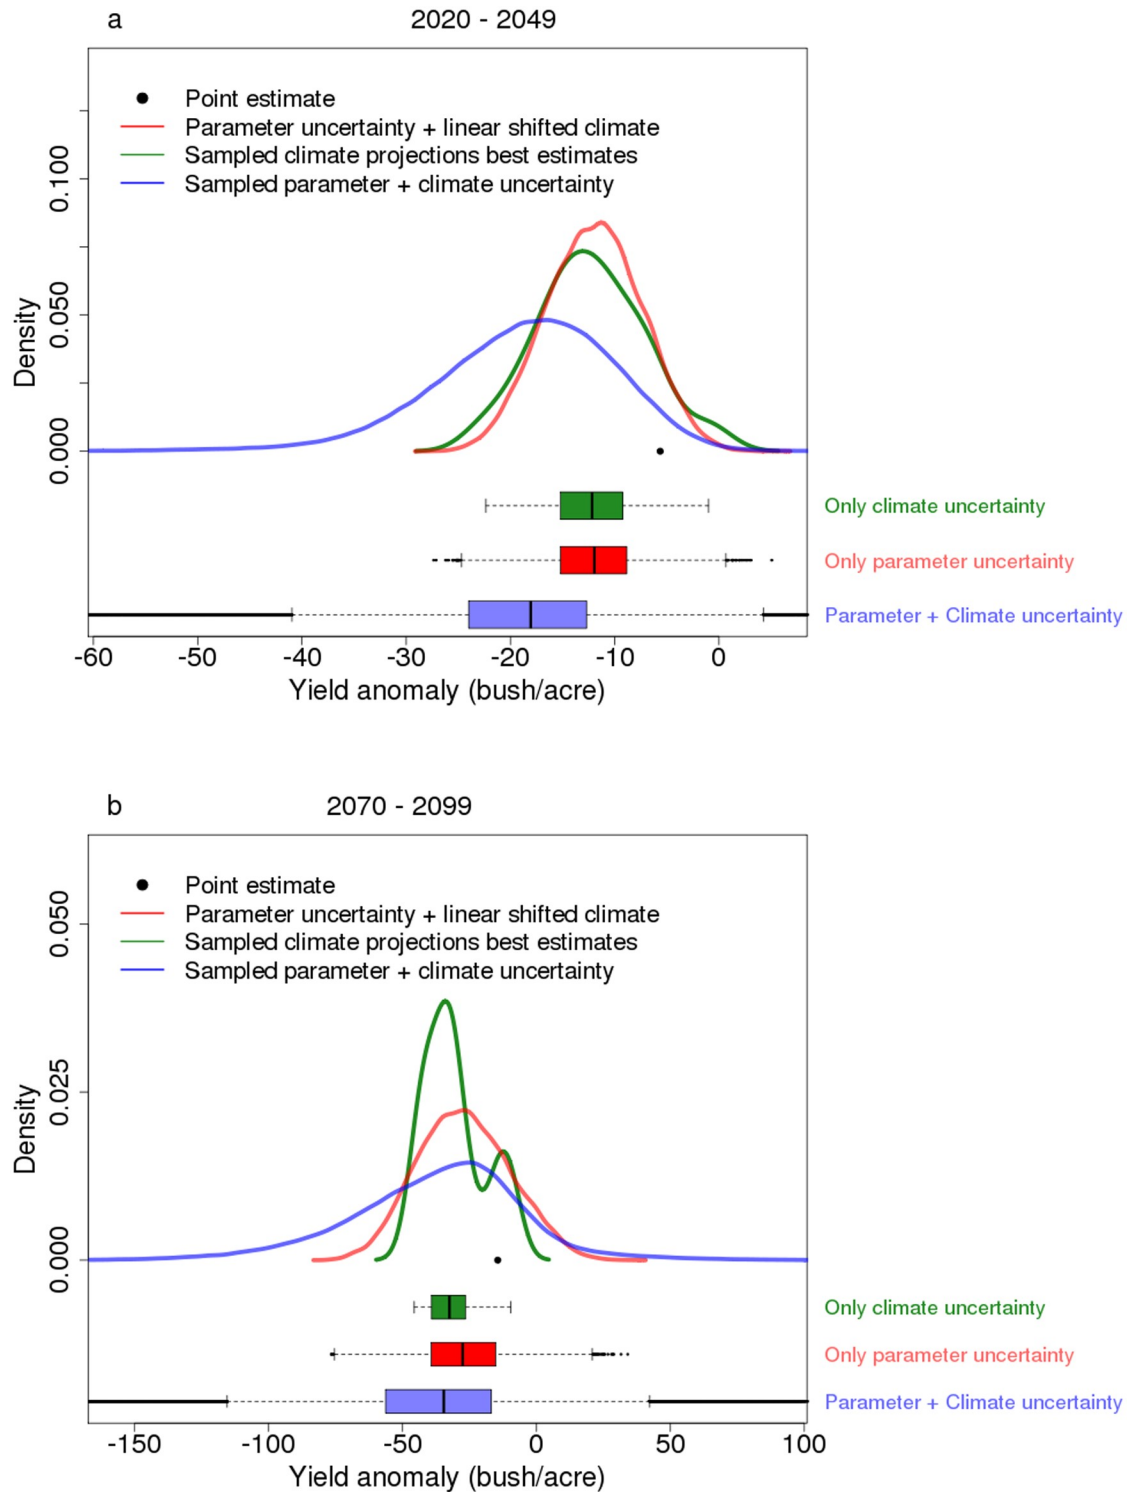 a
2020 - 2049
Point estimate
Parameter uncertainty + linear shifted climate
Sampled climate projections best estimates
Sampled parameter + climate uncertainty
Density
0.100
0.050
0.000
Only climate uncertainty
Only parameter uncertainty
Parameter + Climate uncertainty
-60 -50 -40 -30 -20 -10 0
Yield anomaly (bush/acre)
b
2070 - 2099
Point estimate
Parameter uncertainty + linear shifted climate
Sampled climate projections best estimates
Sampled parameter + climate uncertainty
Density
0.050
0.025
0.000
Only climate uncertainty
Only parameter uncertainty
Parameter + Climate uncertainty
-150 -100 -50 0 50 100
Yield anomaly (bush/acre)